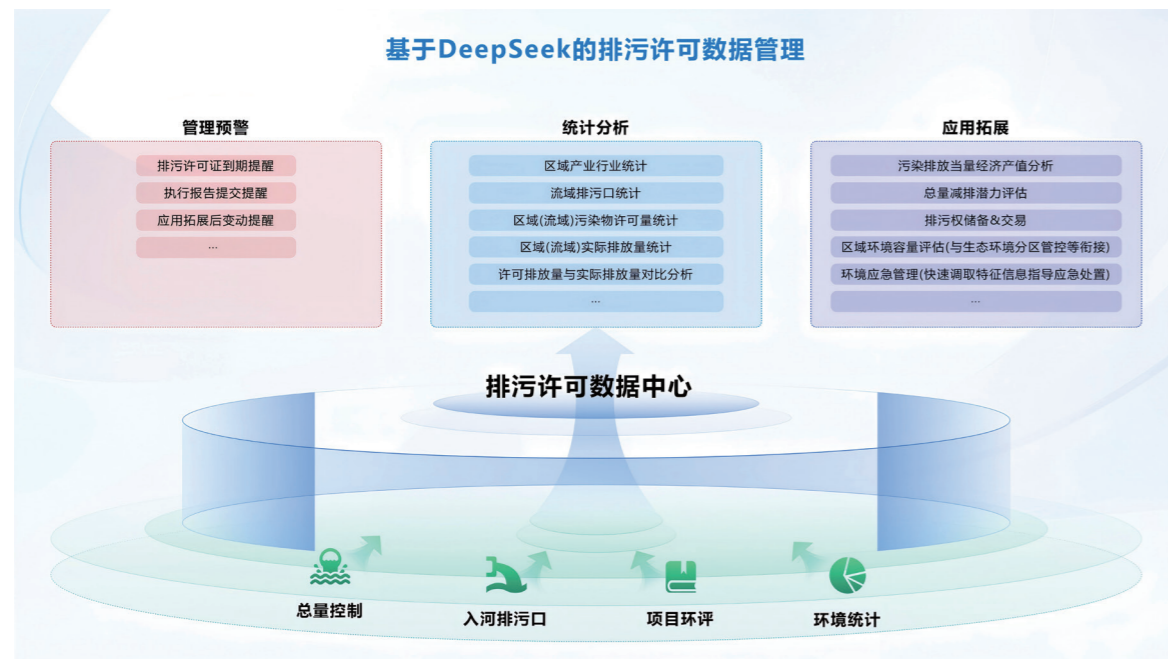 基于DeepSeek的排污许可数据管理
管理预警
排污许可证到期提醒
执行报告提交提醒
应用拓展后变动提醒
...
统计分析
区域产业行业统计
流域排污口统计
区域(流域)污染物许可量统计
区域(流域)实际排放量统计
许可排放量与实际排放量对比分析
...
应用拓展
污染排放当量经济产值分析
总量减排潜力评估
排污权储备&交易
区域环境容量评估(与生态环境分区管控等衔接)
环境应急管理(快速调取特征信息指导应急处置)
...
排污许可数据中心
总量控制
入河排污口
项目环评
环境统计